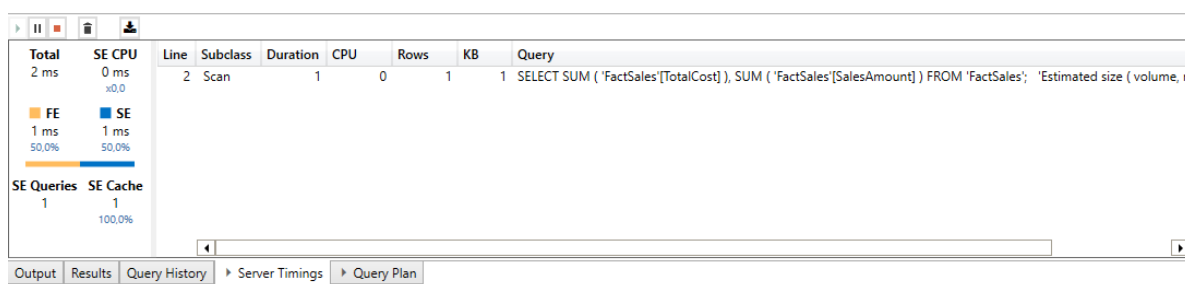 Total SE CPU Line Subclass Duration CPU Rows KB Query
2 ms 0 ms 2 Scan 1 0 1 1 SELECT SUM ( 'FactSales'[TotalCost] ), SUM ( 'FactSales'[SalesAmount] ) FROM 'FactSales'; 'Estimated size ( volume,
x0,0
FE SE
1 ms 1 ms
50,0% 50,0%
SE Queries SE Cache
1 1
100,0%
Output Results Query History Server Timings Query Plan